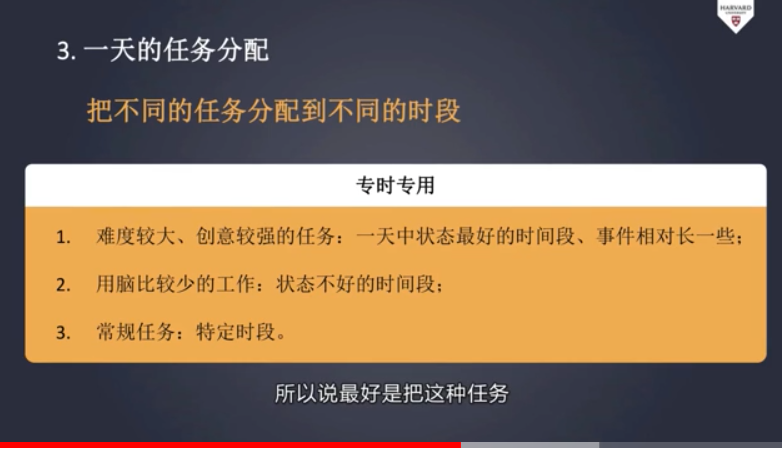 HARVARD
3. 一天的任务分配
把不同的任务分配到不同的时段
专时专用
1. 难度较大、创意较强的任务：一天中状态最好的时间段、事件相对长一些；
2. 用脑比较少的工作：状态不好的时间段；
3. 常规任务：特定时段。
所以说最好是把这种任务